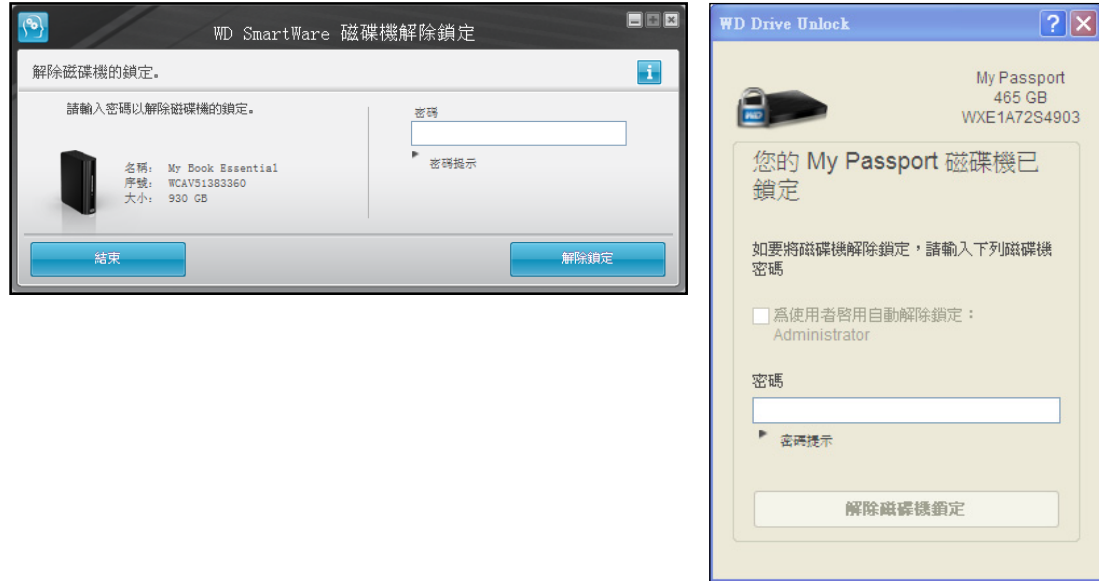 WD SmartWare 磁碟機解除鎖定
解除磁碟機的鎖定。
請輸入密碼以解除磁碟機的鎖定。
名稱： My Book Essential
序號： WCAV51383360
大小： 930 GB
密碼
密碼提示
結束
解除鎖定
WD Drive Unlock
My Passport
465 GB
WXE1A72S4903
您的 My Passport 磁碟機已
鎖定
如要將磁碟機解除鎖定，請輸入下列磁碟機
密碼
為使用者啓用自動解除鎖定：
Administrator
密碼
密碼提示
解除磁碟機鎖定